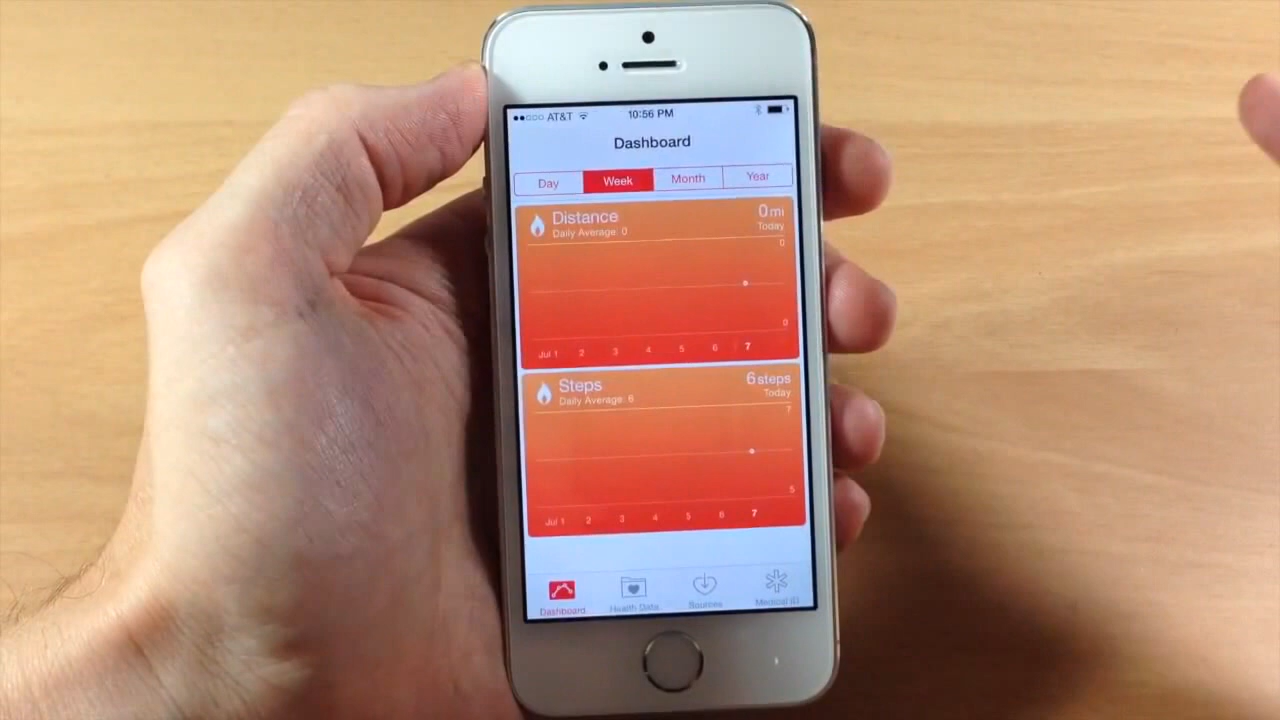 AT&T 10:56 PM
Dashboard
Day Week Month Year
Distance 0 mi
Daily Average: 0 Today
0
0
Jul 1 2 3 4 5 6 7
Steps 6 steps
Daily Average: 6 Today
7
5
Jul 1 2 3 4 5 6 7
Dashboard Health Data Sources Medical ID